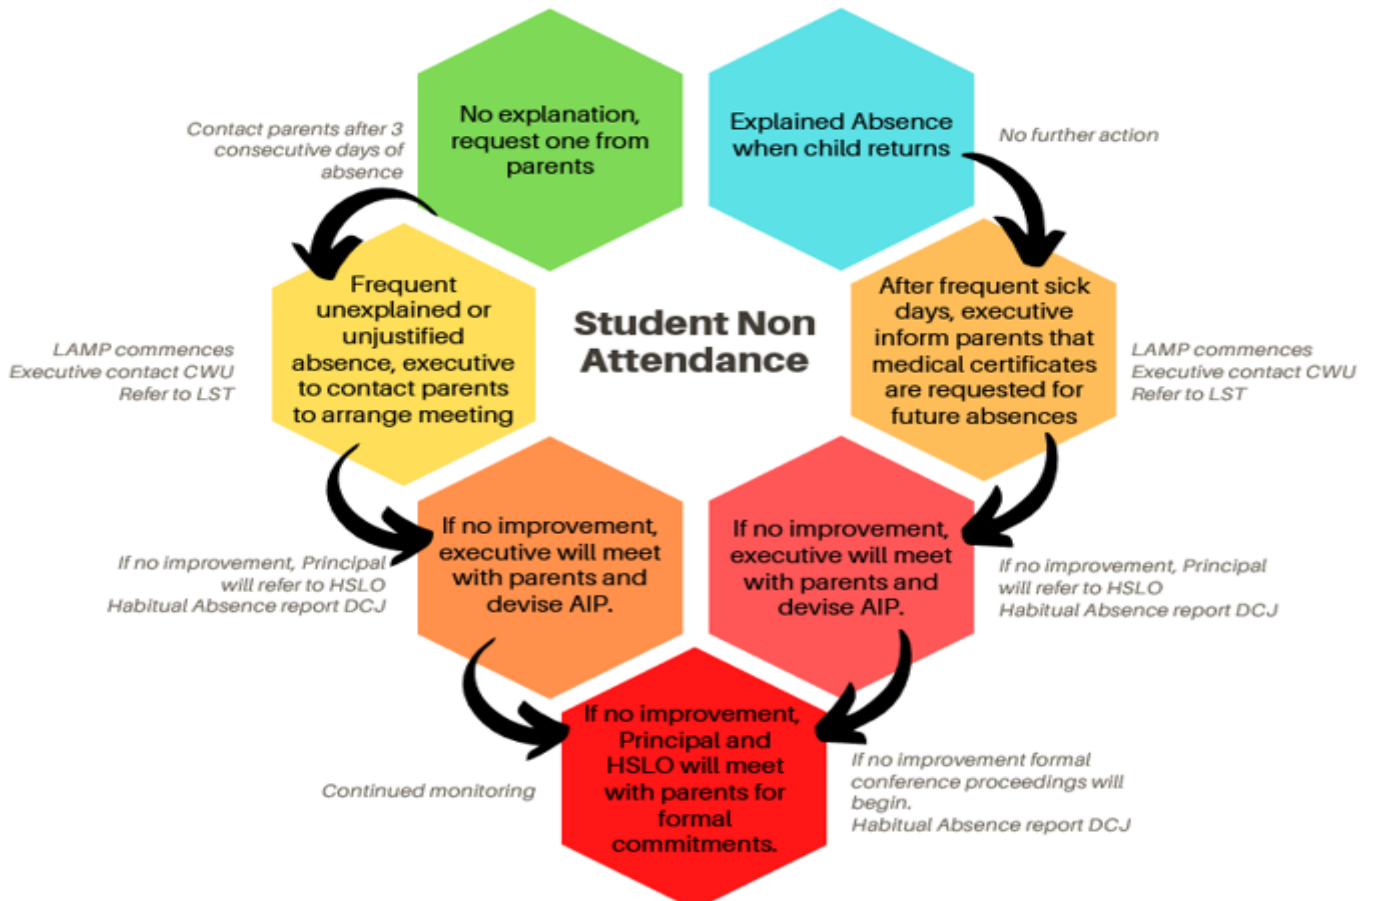 No explanation,
request one from
parents
Explained Absence
when child returns
Contact parents after 3
consecutive days of
absence
No further action
Frequent
unexplained or
unjustified
absence, executive
to contact parents
to arrange meeting
Student Non
Attendance
After frequent sick
days, executive
inform parents that
medical certificates
are requested for
future absences
LAMP commences
Executive contact CWU
Refer to LST
LAMP commences
Executive contact CWU
Refer to LST
If no improvement,
executive will meet
with parents and
devise AIP.
If no improvement,
executive will meet
with parents and
devise AIP.
If no improvement, Principal
will refer to HSLO
Habitual Absence report DCJ
If no improvement, Principal
will refer to HSLO
Habitual Absence report DCJ
If no improvement,
Principal and
HSLO will meet
with parents for
formal
commitments.
Continued monitoring
If no improvement formal
conference proceedings will
begin.
Habitual Absence report DCJ